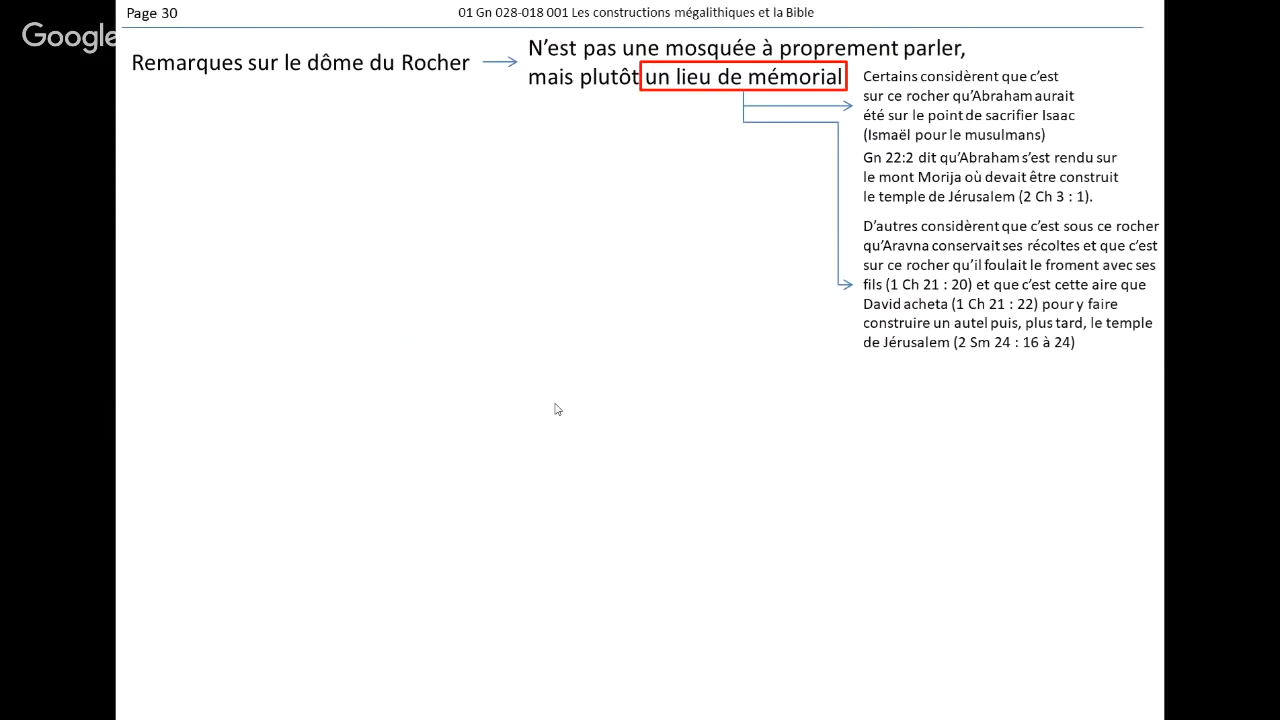 Page 30
01 Gn 028-018 001 Les constructions mégalithiques et la Bible
Google
Remarques sur le dôme du Rocher
N'est pas une mosquée à proprement parler,
mais plutôt un lieu de mémorial
Certains considèrent que c'est
sur ce rocher qu'Abraham aurait
été sur le point de sacrifier Isaac
(Ismaël pour le musulmans)
Gn 22:2 dit qu'Abraham s'est rendu sur
le mont Morija où devait être construit
le temple de Jérusalem (2 Ch 3 : 1).
D'autres considèrent que c'est sous ce rocher
qu'Aravna conservait ses récoltes et que c'est
sur ce rocher qu'il foulait le froment avec ses
fils (1 Ch 21 : 20) et que c'est cette aire que
David acheta (1 Ch 21 : 22) pour y faire
construire un autel puis, plus tard, le temple
de Jérusalem (2 Sm 24 : 16 à 24)